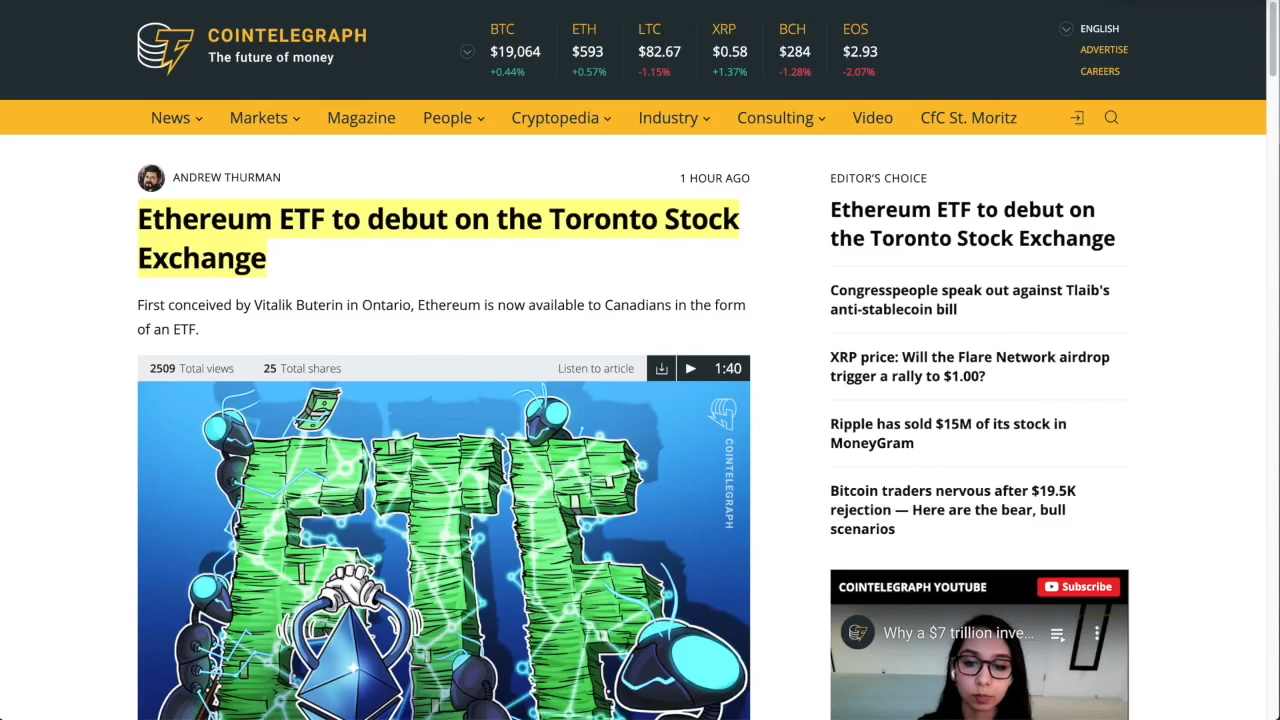 COINTELEGRAPH
The future of money
BTC
$19,064
+0.44%
ETH
$593
+0.57%
LTC
$82.67
-1.15%
XRP
$0.58
+1.37%
BCH
$284
-1.28%
EOS
$2.93
-2.07%
ENGLISH
ADVERTISE
CAREERS
News Markets Magazine People Cryptopedia Industry Consulting Video CfC St. Moritz
ANDREW THURMAN
1 HOUR AGO
Ethereum ETF to debut on the Toronto Stock
Exchange
First conceived by Vitalik Buterin in Ontario, Ethereum is now available to Canadians in the form
of an ETF.
2509 Total views 25 Total shares Listen to article 1:40
ETF
COINTELEGRAPH
EDITOR'S CHOICE
Ethereum ETF to debut on
the Toronto Stock Exchange
Congresspeople speak out against Tlaib's
anti-stablecoin bill
XRP price: Will the Flare Network airdrop
trigger a rally to $1.00?
Ripple has sold $15M of its stock in
MoneyGram
Bitcoin traders nervous after $19.5K
rejection — Here are the bear, bull
scenarios
COINTELEGRAPH YOUTUBE
Subscribe
Why a $7 trillion inve...